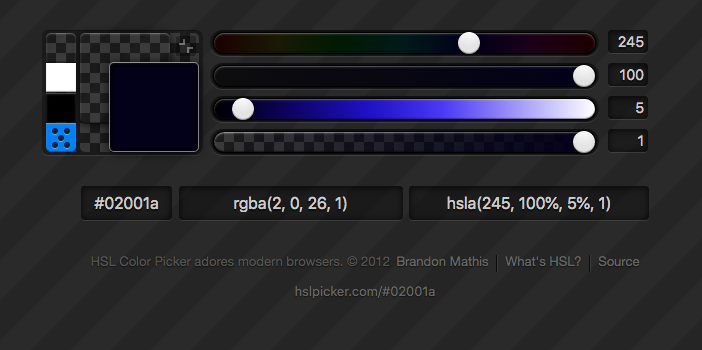 245
100
5
1
#02001a rgba(2, 0, 26, 1) hsla(245, 100%, 5%, 1)
HSL Color Picker adores modern browsers. © 2012 Brandon Mathis What's HSL? Source
hslpicker.com/#02001a